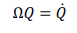 ΩQ = Q̇